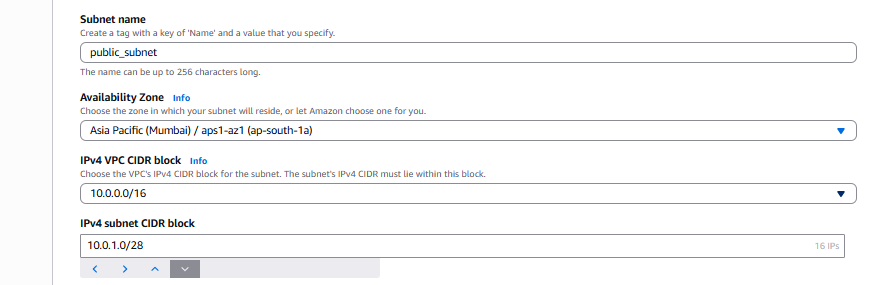 Subnet name
Create a tag with a key of 'Name' and a value that you specify.
public_subnet
The name can be up to 256 characters long.
Availability Zone Info
Choose the zone in which your subnet will reside, or let Amazon choose one for you.
Asia Pacific (Mumbai) / aps1-az1 (ap-south-1a)
IPv4 VPC CIDR block Info
Choose the VPC's IPv4 CIDR block for the subnet. The subnet's IPv4 CIDR must lie within this block.
10.0.0.0/16
IPv4 subnet CIDR block
10.0.1.0/28 16 IPs